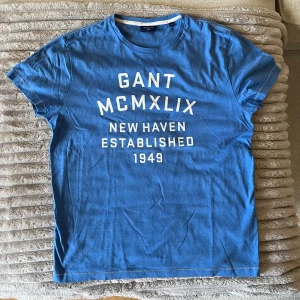 GANT
MCMXLIX
NEW HAVEN
ESTABLISHED
1949